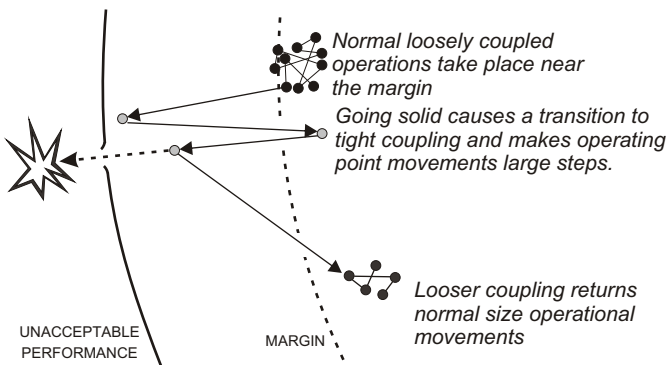 Normal loosely coupled
operations take place near
the margin
Going solid causes a transition to
tight coupling and makes operating
point movements large steps.
Looser coupling returns
normal size operational
movements
UNACCEPTABLE
PERFORMANCE
MARGIN